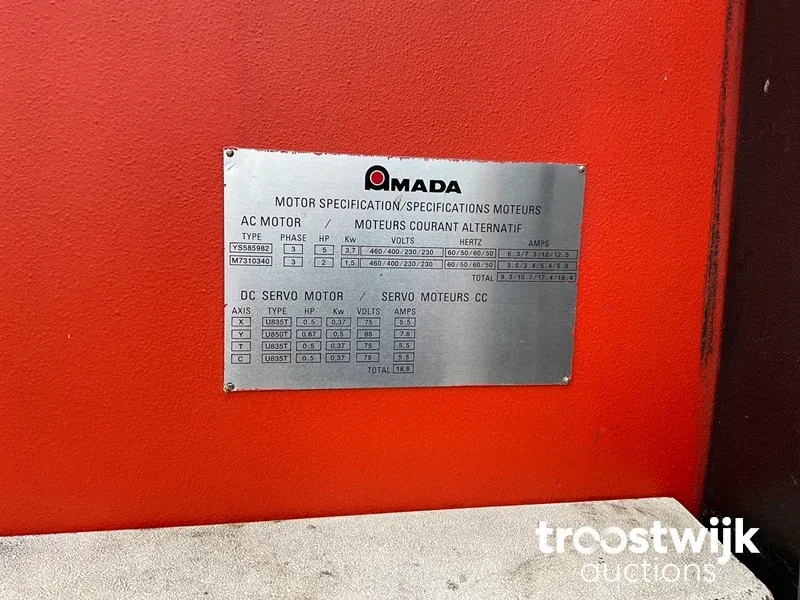 AMADA
MOTOR SPECIFICATION/SPECIFICATIONS MOTEURS
AC MOTOR / MOTEURS COURANT ALTERNATIF
TYPE PHASE HP Kw VOLTS HERTZ AMPS
YS585982 3 5 3,7 460/400/230/230 60/50/60/50 6.3/7.3/12/12.5
M7310340 3 2 1,5 460/400/230/230 60/50/60/50 3.0/3.4/5.4/5.9
TOTAL 9.3/10.7/17.4/18.4
DC SERVO MOTOR / SERVO MOTEURS CC
AXIS TYPE HP Kw VOLTS AMPS
X U835T 0.5 0,37 75 5.5
Y U850T 0.67 0,5 85 7.6
T U835T 0.5 0,37 75 5.5
C U835T 0.5 0,37 75 5.5
TOTAL 18.6
troostwijk
auctions